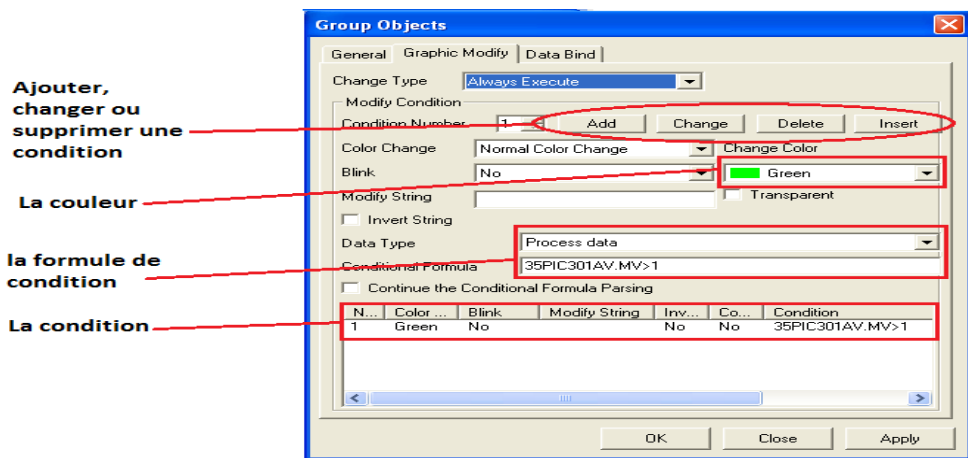 Group Objects
General Graphic Modify Data Bind
Change Type Always Execute
Modify Condition
Condition Number 1 Add Change Delete Insert
Color Change Normal Color Change Change Color
Blink No Green
Modify String Transparent
Invert String
Data Type Process data
Conditional Formula 35PIC301AV.MV>1
Continue the Conditional Formula Parsing
N... Color ... Blink Modify String Inv... Co... Condition
1 Green No No No 35PIC301AV.MV>1
OK Close Apply
Ajouter,
changer ou
supprimer une
condition
La couleur
la formule de
condition
La condition